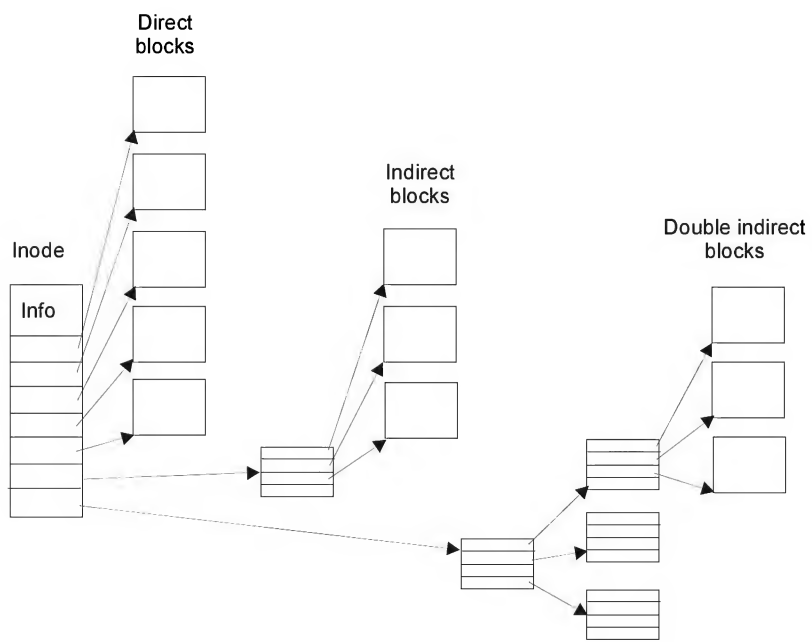 Direct
blocks
Indirect
blocks
Double indirect
blocks
Inode
Info